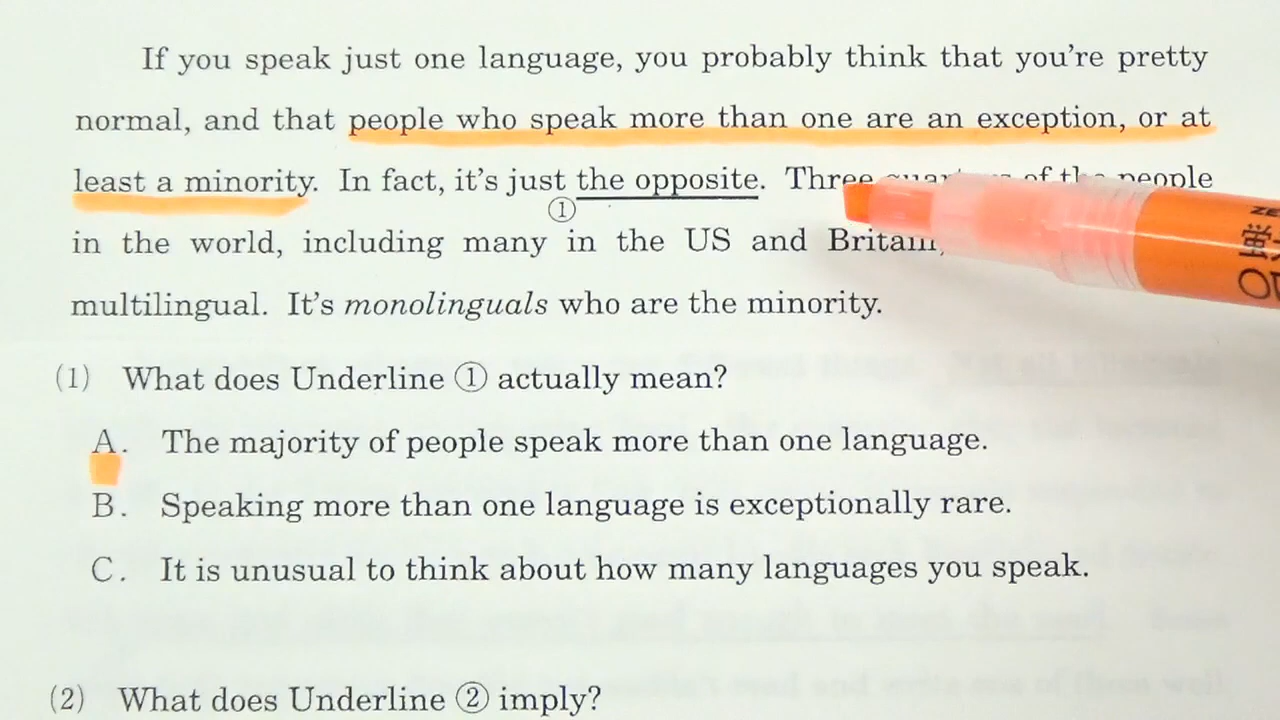 If you speak just one language, you probably think that you're pretty
normal, and that people who speak more than one are an exception, or at
least a minority. In fact, it's just the opposite. Three quarters of the people
①
in the world, including many in the US and Britain,
multilingual. It's monolinguals who are the minority.
(1) What does Underline ① actually mean?
A. The majority of people speak more than one language.
B. Speaking more than one language is exceptionally rare.
C. It is unusual to think about how many languages you speak.
(2) What does Underline ② imply?